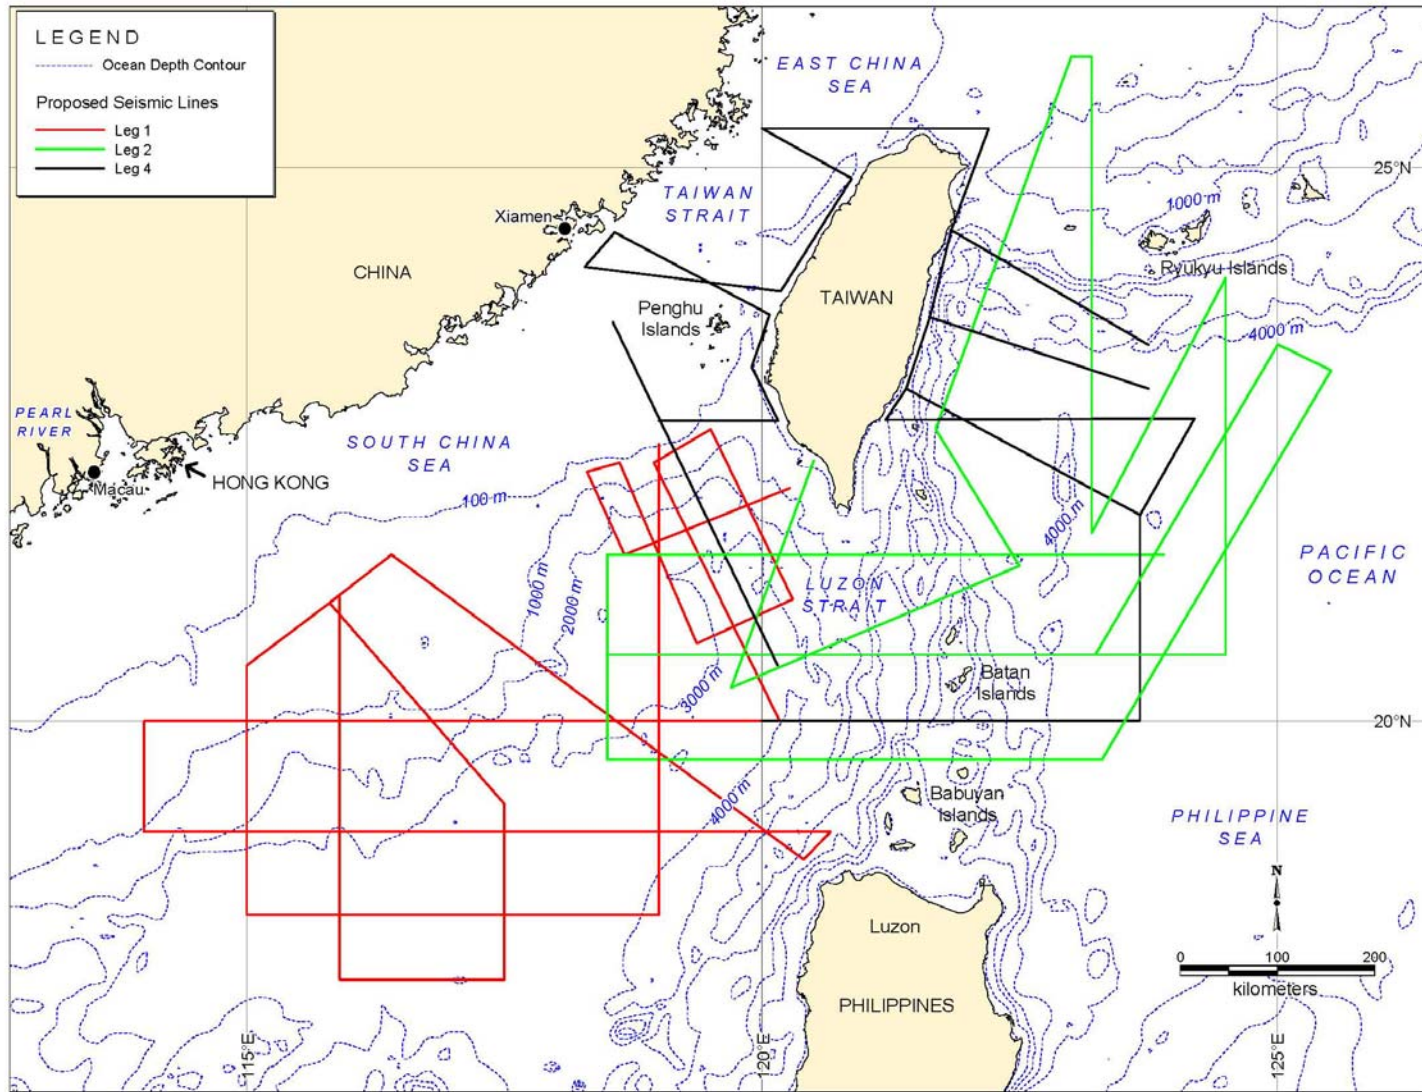 LEGEND
Ocean Depth Contour
Proposed Seismic Lines
Leg 1
Leg 2
Leg 4
EAST CHINA
SEA
25°N
TAIWAN
STRAIT
1000 m
Xiamen
CHINA
Ryukyu Islands
TAIWAN
Penghu
Islands
4000 m
PEARL
RIVER
SOUTH CHINA
SEA
HONG KONG
Macau
100 m
4000 m
PACIFIC
OCEAN
1000 m
2000 m
LUZON
STRAIT
3000 m
Batan
Islands
20°N
4000 m
Babuyan
Islands
PHILIPPINE
SEA
N
Luzon
0 100 200
kilometers
PHILIPPINES
115°E
120°E
125°E